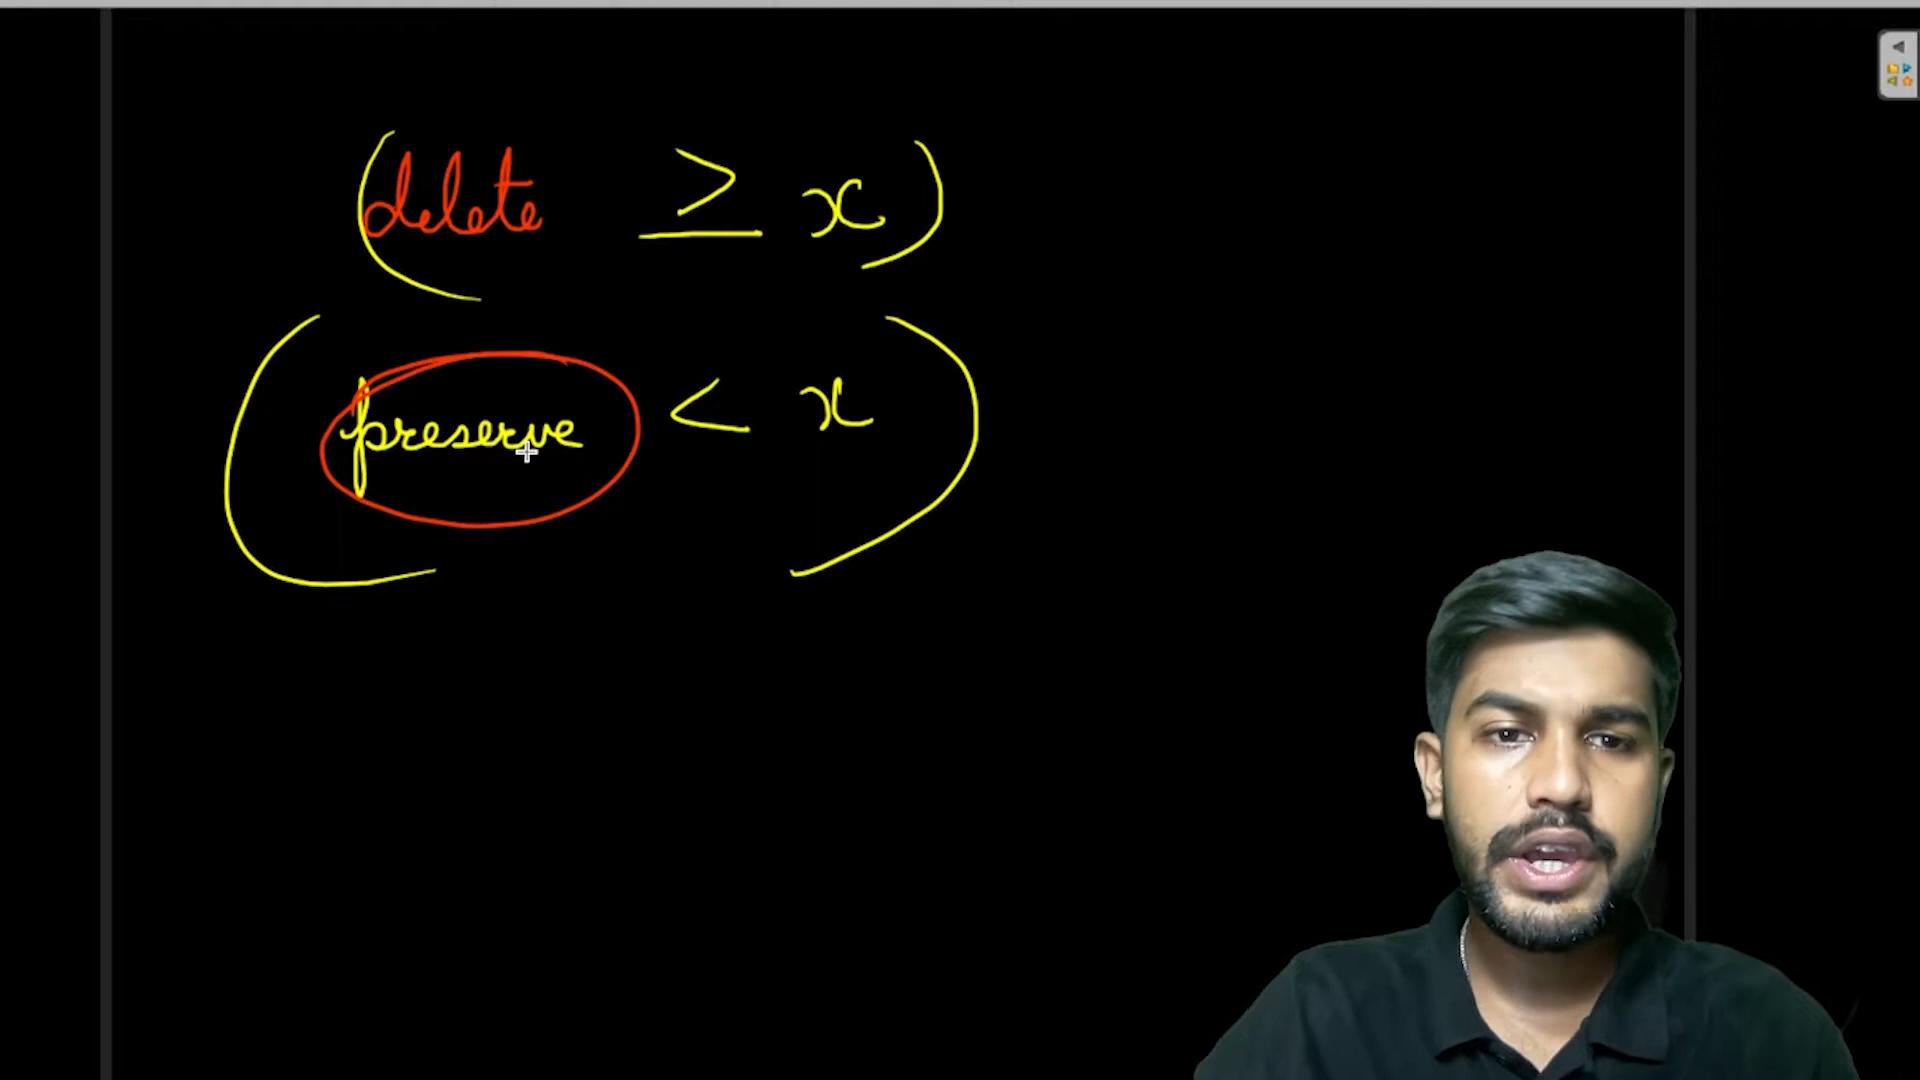 (delete ≥ x)
(preserve < x)